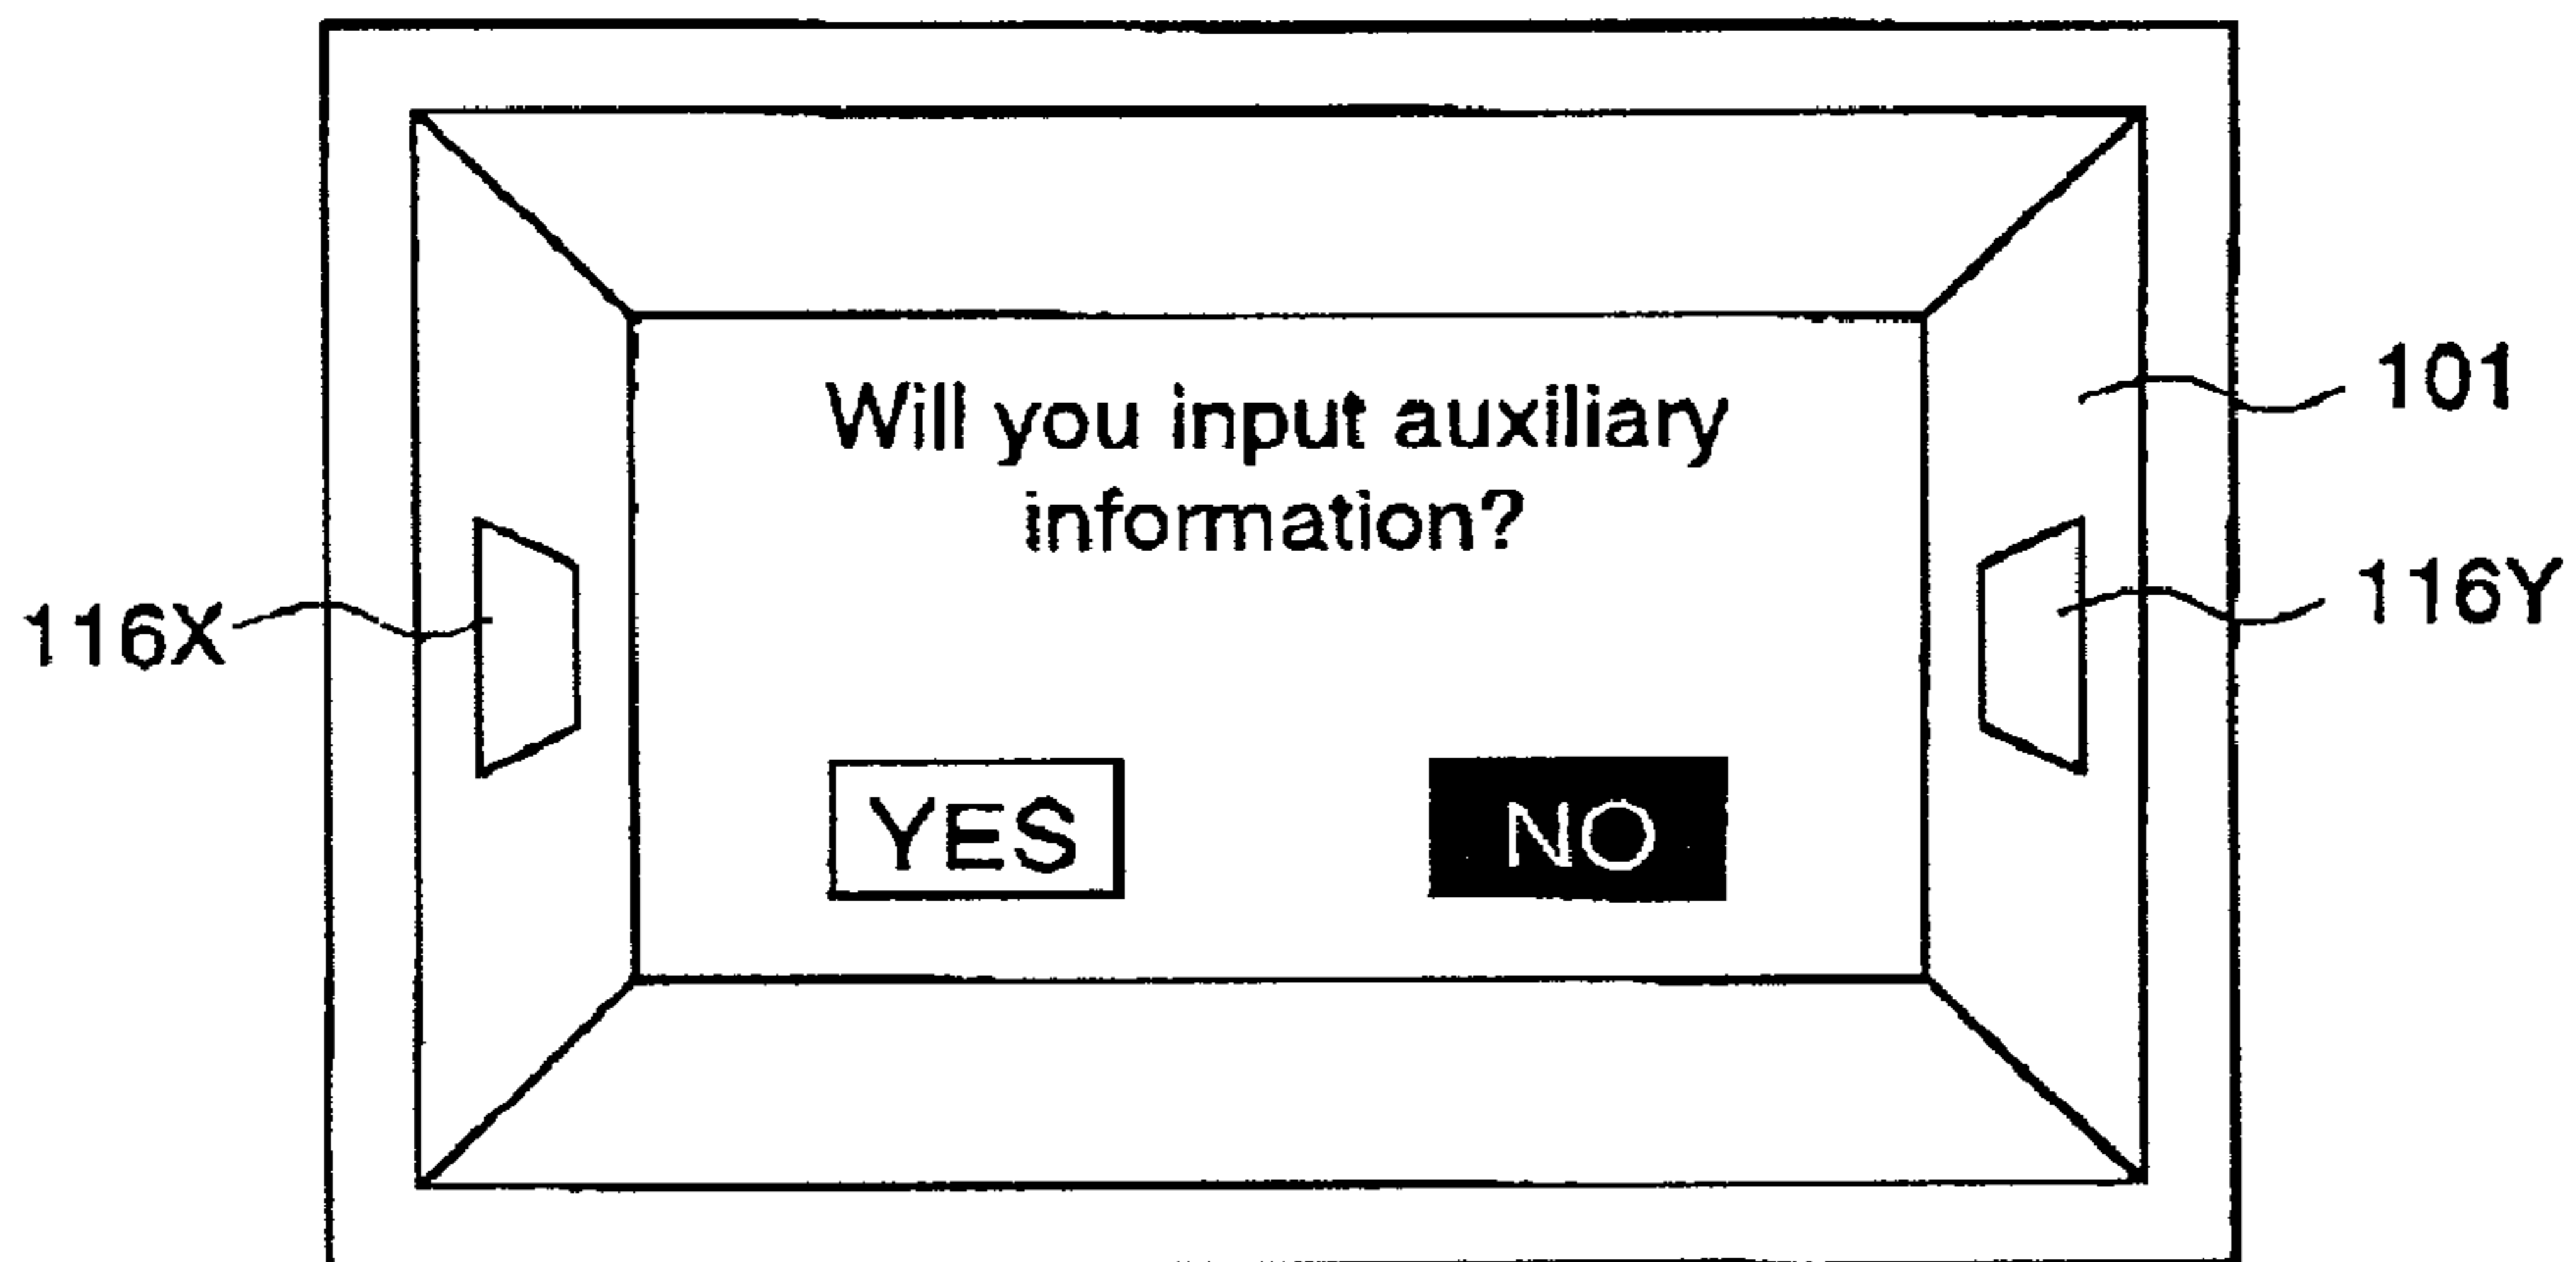 Will you input auxiliary
information?
101
116X
116Y
YES NO